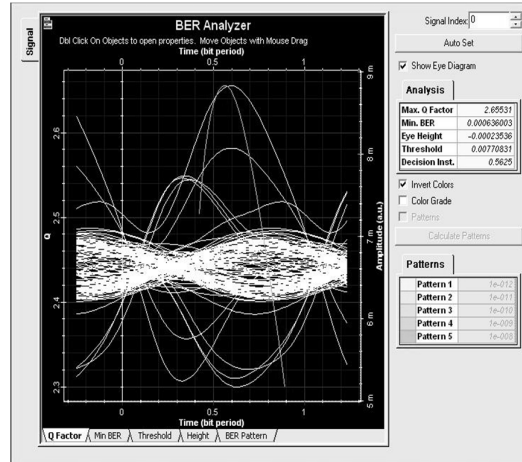 Signal
BER Analyzer
Dbl Click On Objects to open properties. Move Objects with Mouse Drag
Time (bit period)
0
0.5
1
2.6
2.5
2.4
2.3
Q
9 m
8 m
7 m
6 m
5 m
Amplitude (a.u.)
0
0.5
1
Time (bit period)
Q Factor
Min BER
Threshold
Height
BER Pattern
Signal Index: 0
Auto Set
Show Eye Diagram
Analysis
Max. Q Factor 2.65531
Min. BER 0.000636003
Eye Height -0.00023536
Threshold 0.00770831
Decision Inst. 0.5625
Invert Colors
Color Grade
Patterns
Calculate Patterns
Patterns
Pattern 1 1e-012
Pattern 2 1e-011
Pattern 3 1e-010
Pattern 4 1e-009
Pattern 5 1e-008